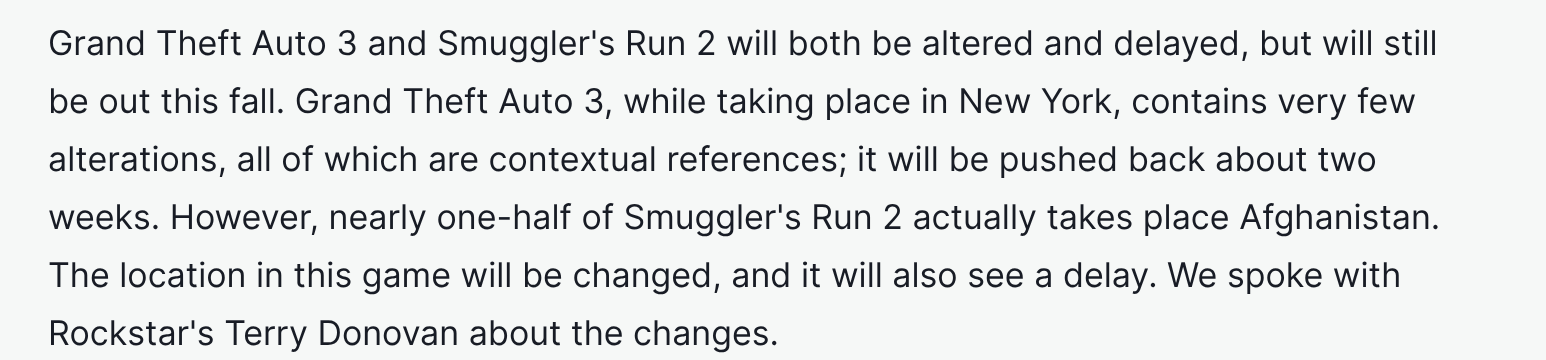 Grand Theft Auto 3 and Smuggler's Run 2 will both be altered and delayed, but will still
be out this fall. Grand Theft Auto 3, while taking place in New York, contains very few
alterations, all of which are contextual references; it will be pushed back about two
weeks. However, nearly one-half of Smuggler's Run 2 actually takes place Afghanistan.
The location in this game will be changed, and it will also see a delay. We spoke with
Rockstar's Terry Donovan about the changes.